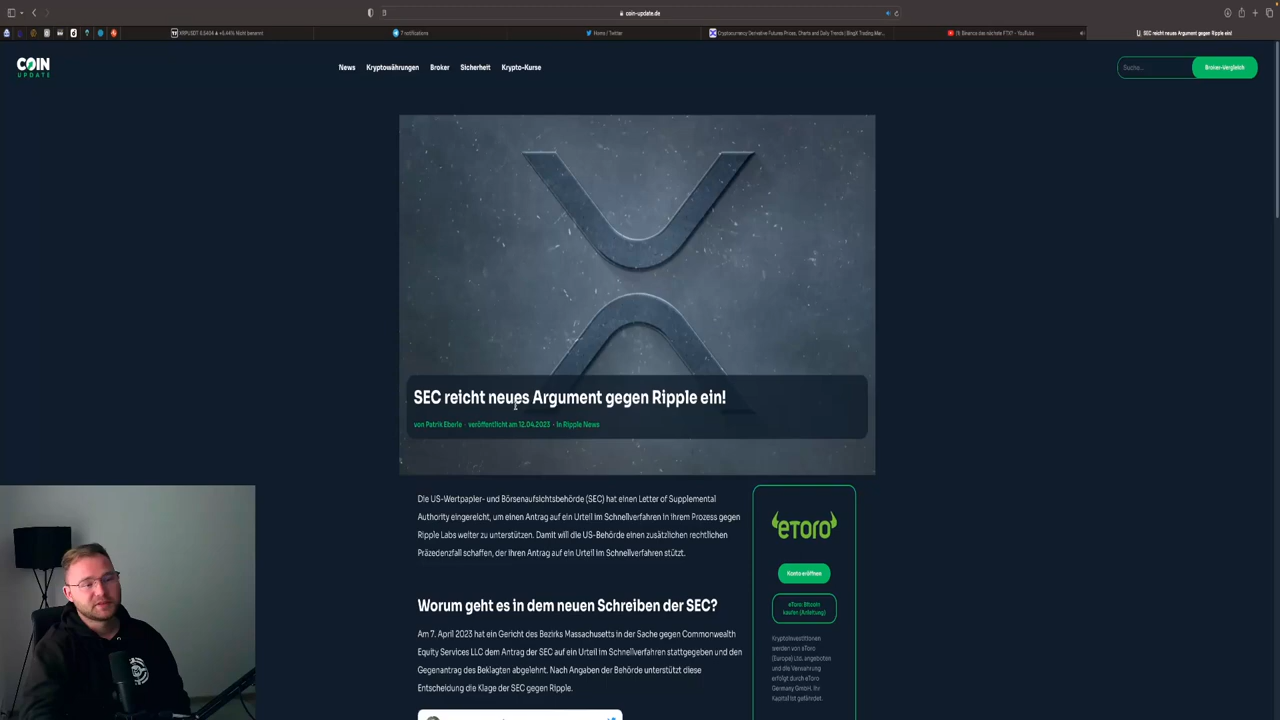 coin-update.de
XRPUSDT 0.5404 ▲ +5.44% Nicht benannt
7 notifications
Home / Twitter
Cryptocurrency Derivative Futures Prices, Charts and Daily Trends | BingX Trading Mar...
(1) Binance das nächste FTX? - YouTube
SEC reicht neues Argument gegen Ripple ein!
COIN
UPDATE
News
Kryptowährungen
Broker
Sicherheit
Krypto-Kurse
Suche...
Broker-Vergleich
SEC reicht neues Argument gegen Ripple ein!
von Patrik Eberle · veröffentlicht am 12.04.2023 · in Ripple News
Die US-Wertpapier- und Börsenaufsichtsbehörde (SEC) hat einen Letter of Supplemental
Authority eingereicht, um einen Antrag auf ein Urteil im Schnellverfahren in ihrem Prozess gegen
Ripple Labs weiter zu unterstützen. Damit will die US-Behörde einen zusätzlichen rechtlichen
Präzedenzfall schaffen, der ihren Antrag auf ein Urteil im Schnellverfahren stützt.
Worum geht es in dem neuen Schreiben der SEC?
Am 7. April 2023 hat ein Gericht des Bezirks Massachusetts in der Sache gegen Commonwealth
Equity Services LLC dem Antrag der SEC auf ein Urteil im Schnellverfahren stattgegeben und den
Gegenantrag des Beklagten abgelehnt. Nach Angaben der Behörde unterstützt diese
Entscheidung die Klage der SEC gegen Ripple.
eToro
Konto eröffnen
eToro: Bitcoin
kaufen (Anleitung)
Kryptoinvestitionen
werden von eToro
(Europe) Ltd. angeboten
und die Verwahrung
erfolgt durch eToro
Germany GmbH. Ihr
Kapital ist gefährdet.